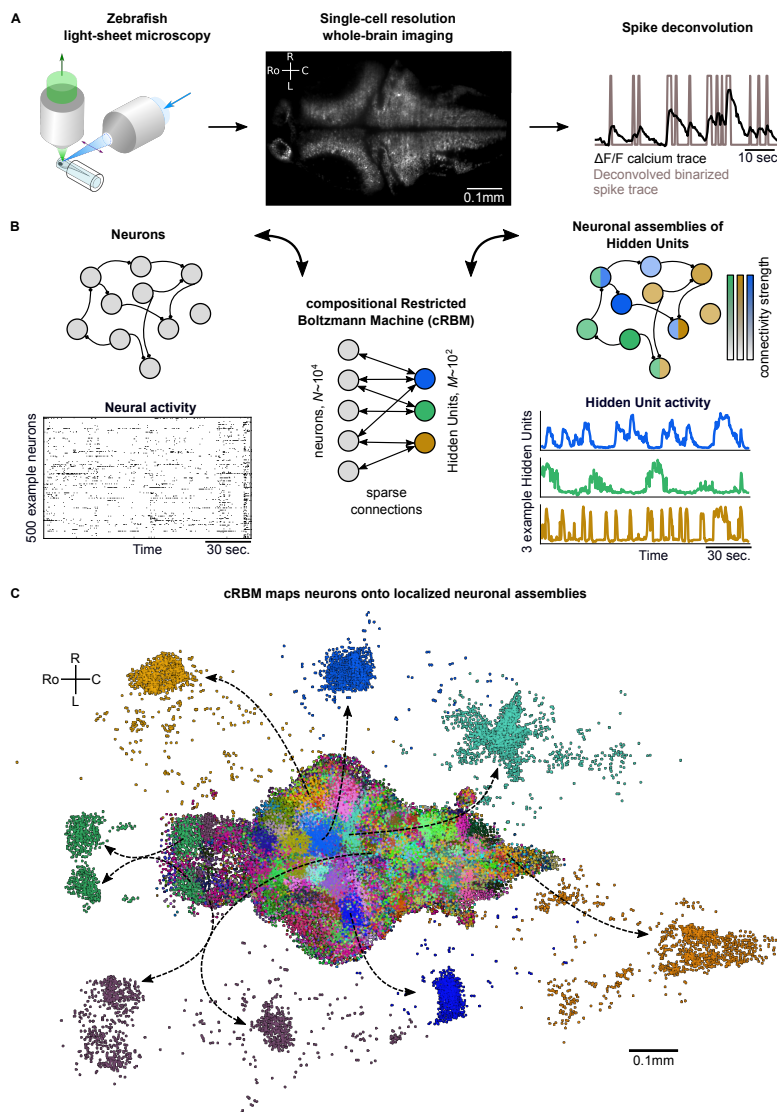 A
Zebrafish
light-sheet microscopy
Single-cell resolution
whole-brain imaging
Spike deconvolution
R
Ro C
L
0.1mm
ΔF/F calcium trace
10 sec.
Deconvolved binarized
spike trace
B
Neurons
Neuronal assemblies of
Hidden Units
compositional Restricted
Boltzmann Machine (cRBM)
connectivity strength
neurons, N~10⁴
Hidden Units, M~10²
sparse
connections
Neural activity
500 example neurons
Time
30 sec.
Hidden Unit activity
3 example Hidden Units
Time
30 sec.
C
cRBM maps neurons onto localized neuronal assemblies
R
Ro C
L
0.1mm